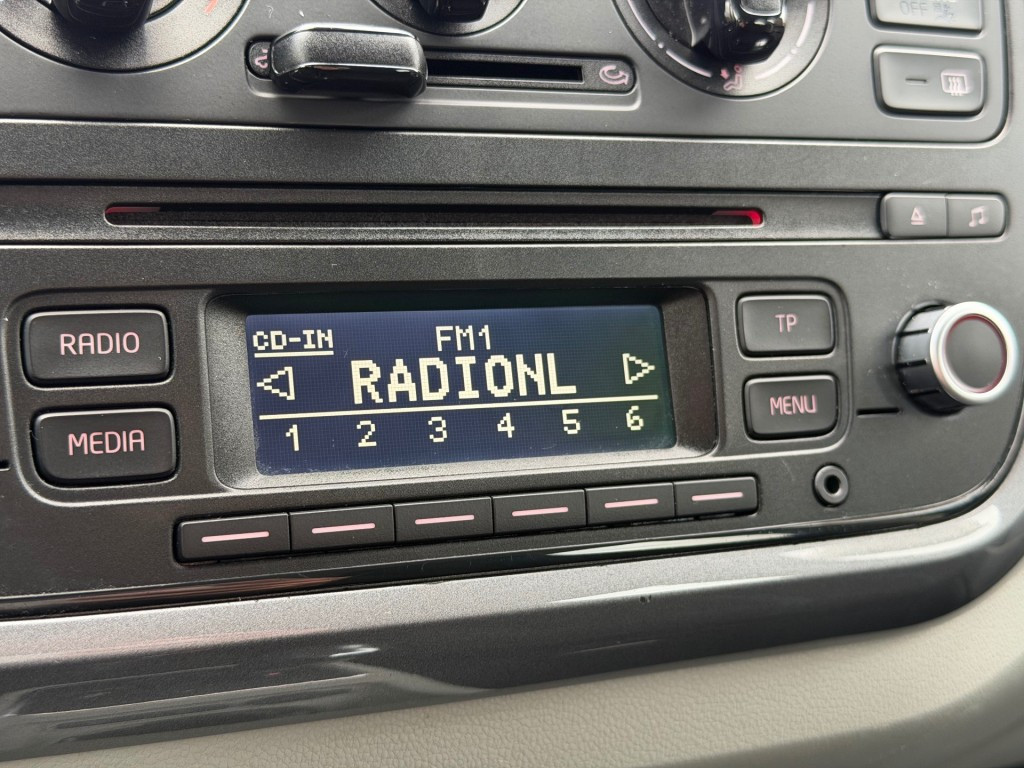 OFF
CD-IN
FM1
RADIONL
1 2 3 4 5 6
RADIO
MEDIA
TP
MENU